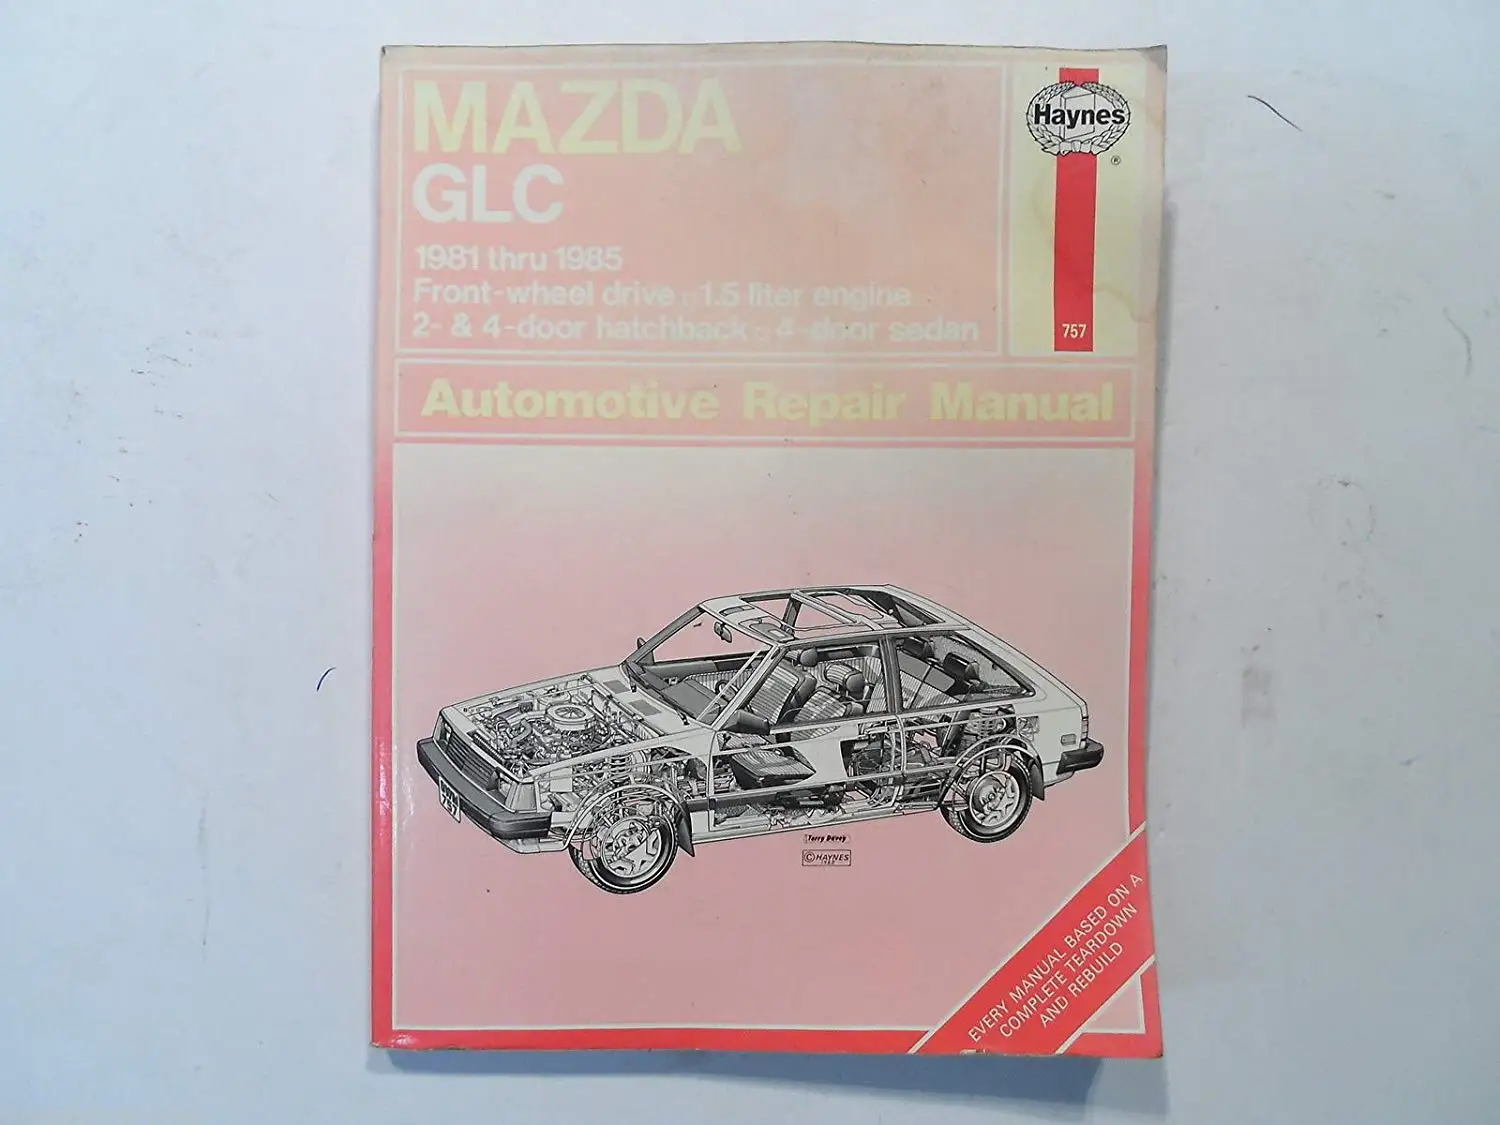 MAZDA
GLC
1981 thru 1985
Front-wheel drive □ 1.5 liter engine
2- & 4-door hatchback □ 4-door sedan
Haynes
®
757
Automotive Repair Manual
757
Terry Davey
© HAYNES
EVERY MANUAL BASED ON A
COMPLETE TEARDOWN
AND REBUILD